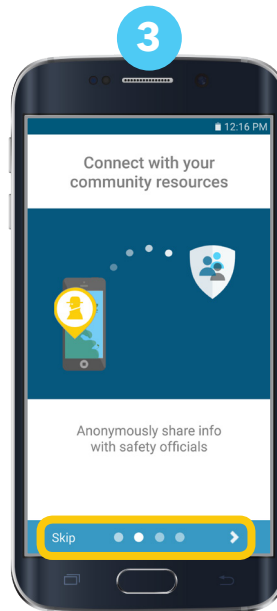 3
12:16 PM
Connect with your
community resources
Anonymously share info
with safety officials
Skip